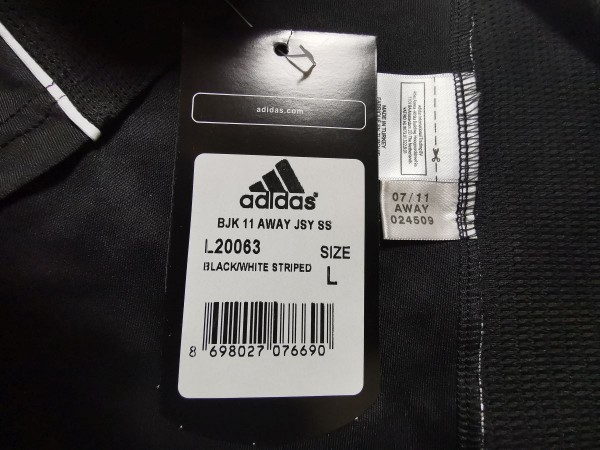 adidas.com
adidas
BJK 11 AWAY JSY SS
L20063
SIZE
BLACK/WHITE STRIPED
L
8 698027 076690
MADE IN TURKEY
07/11
AWAY
024509